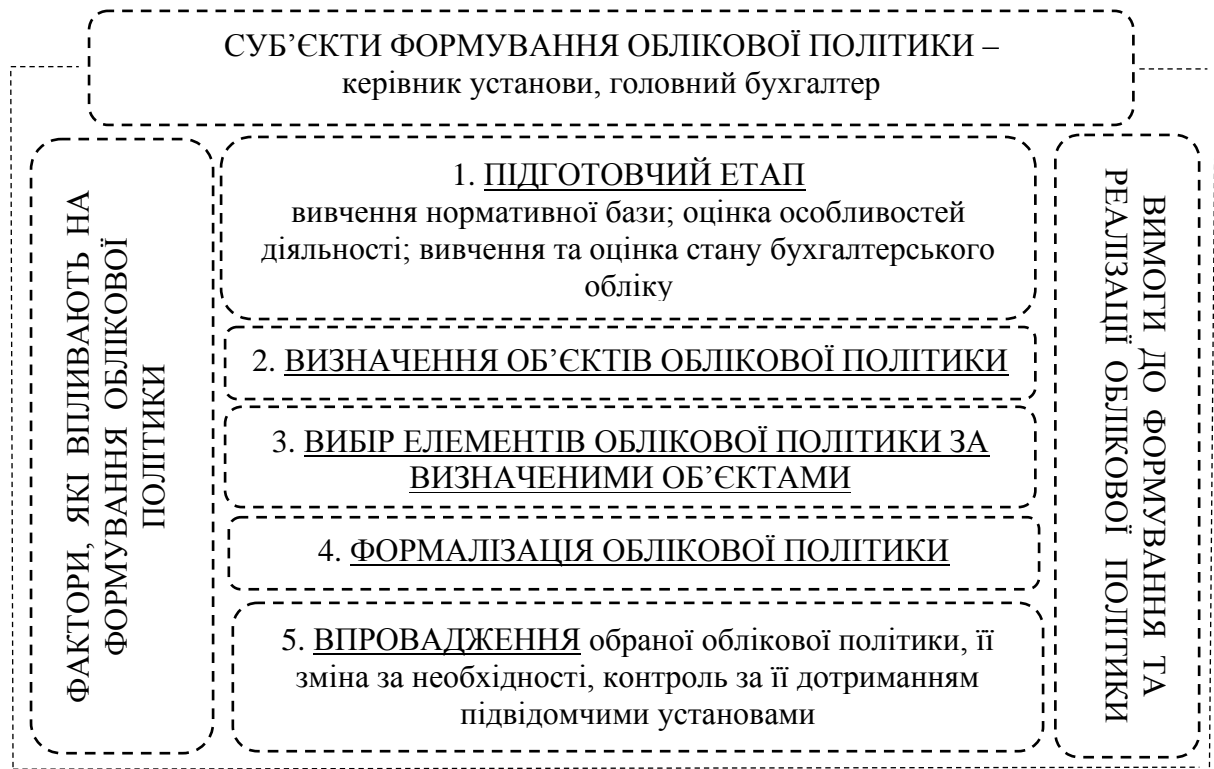 СУБ’ЄКТИ ФОРМУВАННЯ ОБЛІКОВОЇ ПОЛІТИКИ –
керівник установи, головний бухгалтер
ФАКТОРИ, ЯКІ ВПЛИВАЮТЬ НА
ФОРМУВАННЯ ОБЛІКОВОЇ
ПОЛІТИКИ
1. ПІДГОТОВЧИЙ ЕТАП
вивчення нормативної бази; оцінка особливостей
діяльності; вивчення та оцінка стану бухгалтерського
обліку
2. ВИЗНАЧЕННЯ ОБ’ЄКТІВ ОБЛІКОВОЇ ПОЛІТИКИ
3. ВИБІР ЕЛЕМЕНТІВ ОБЛІКОВОЇ ПОЛІТИКИ ЗА
ВИЗНАЧЕНИМИ ОБ’ЄКТАМИ
4. ФОРМАЛІЗАЦІЯ ОБЛІКОВОЇ ПОЛІТИКИ
5. ВПРОВАДЖЕННЯ обраної облікової політики, її
зміна за необхідності, контроль за її дотриманням
підвідомчими установами
ВИМОГИ ДО ФОРМУВАННЯ ТА
РЕАЛІЗАЦІЇ ОБЛІКОВОЇ ПОЛІТИКИ